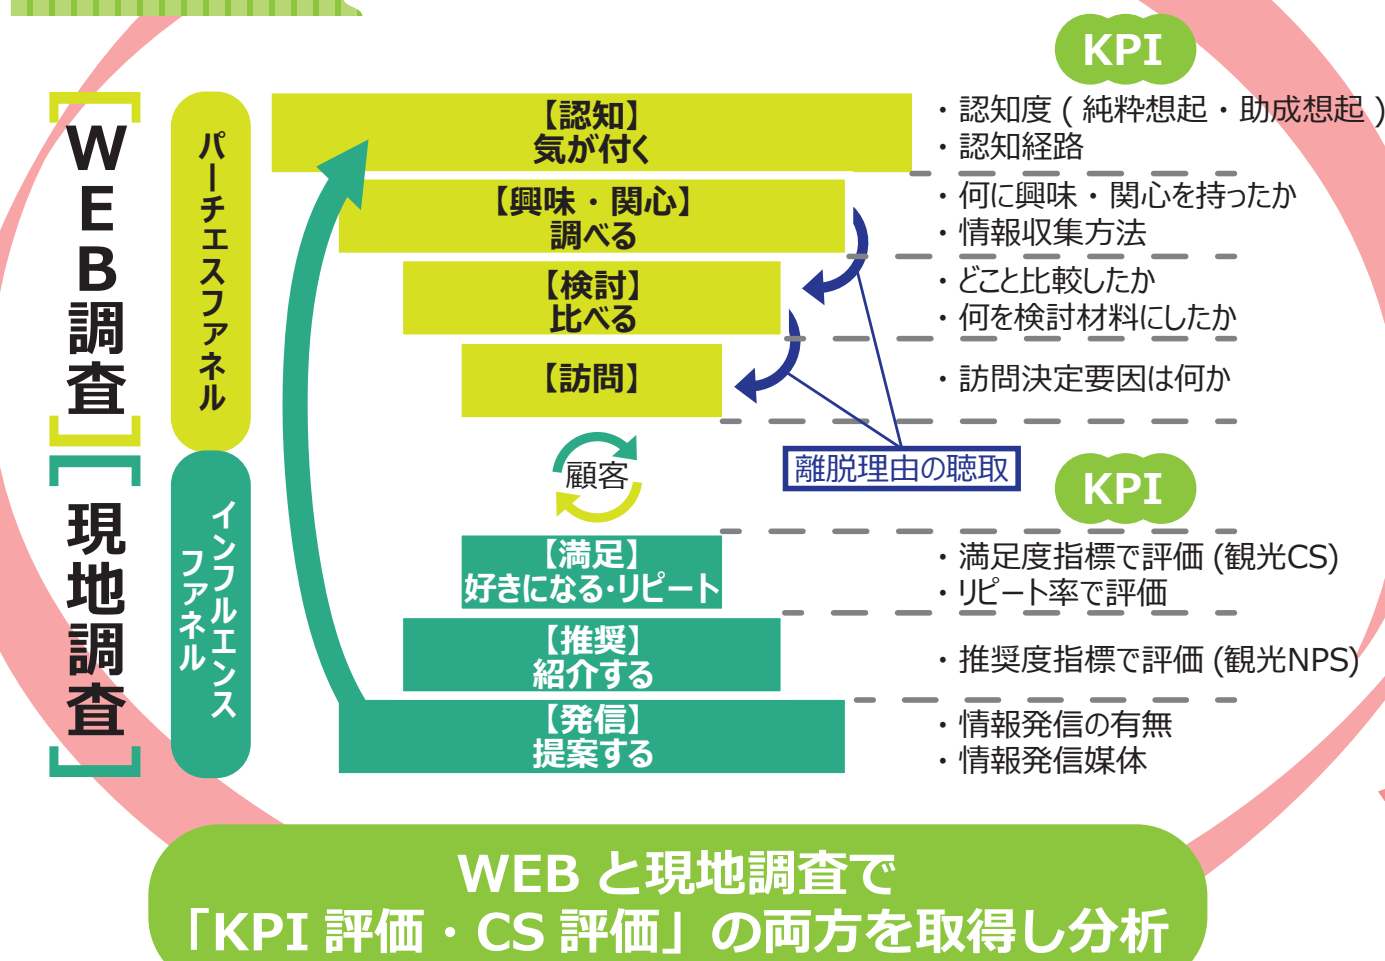 KPI
【認知】
気が付く
・認知度 ( 純粋想起・助成想起 )
・認知経路
【興味・関心】
調べる
・何に興味・関心を持ったか
・情報収集方法
【検討】
比べる
・どこと比較したか
・何を検討材料にしたか
【訪問】
・訪問決定要因は何か
WEB調査
パーチェスファネル
離脱理由の聴取
顧客
KPI
【満足】
好きになる・リピート
・満足度指標で評価 (観光CS)
・リピート率で評価
【推奨】
紹介する
・推奨度指標で評価 (観光NPS)
【発信】
提案する
・情報発信の有無
・情報発信媒体
現地調査
インフルエンス
ファネル
WEB と現地調査で
「KPI 評価・CS 評価」の両方を取得し分析